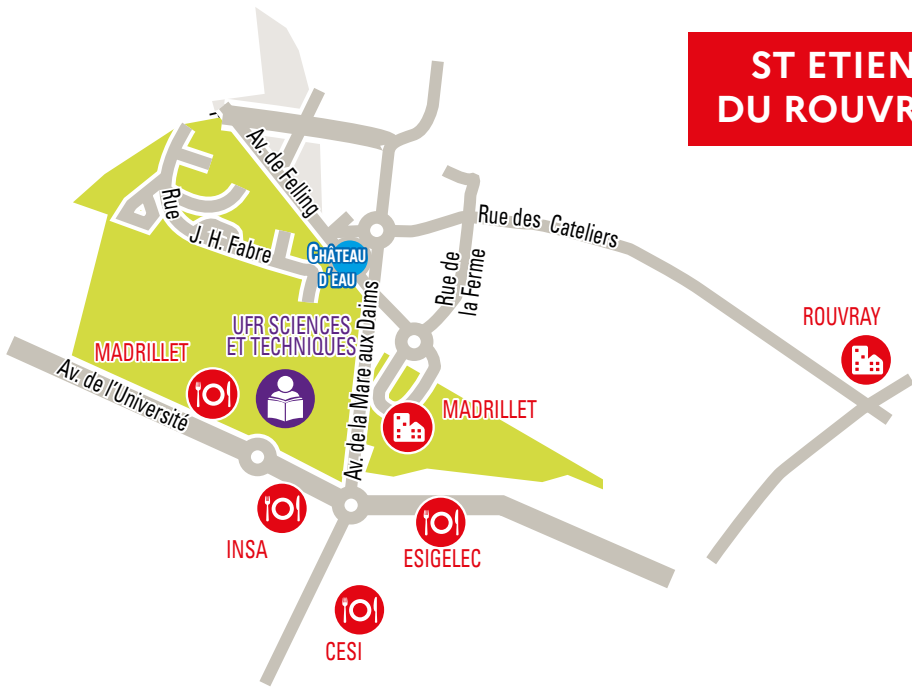 ST ETIEN
DU ROUVR
Av. de Felling
Rue
J. H. Fabre
CHÂTEAU
D'EAU
Rue des Cateliers
Rue de
la Ferme
Av. de la Mare aux Daims
UFR SCIENCES
ET TECHNIQUES
MADRILLET
Av. de l'Université
MADRILLET
ROUVRAY
INSA
ESIGELEC
CESI